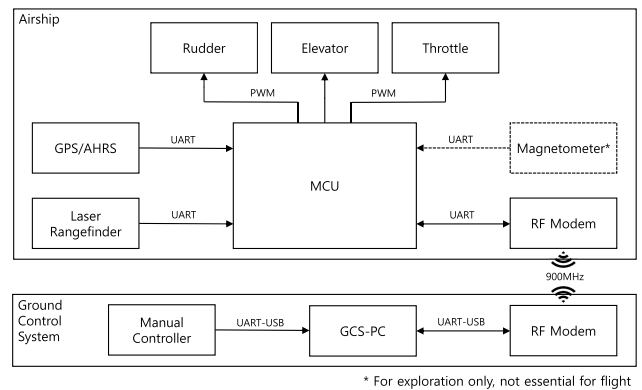 Airship
Rudder
Elevator
Throttle
PWM
PWM
GPS/AHRS
UART
MCU
UART
Magnetometer*
Laser
Rangefinder
UART
UART
RF Modem
900MHz
Ground
Control
System
Manual
Controller
UART-USB
GCS-PC
UART-USB
RF Modem
* For exploration only, not essential for flight